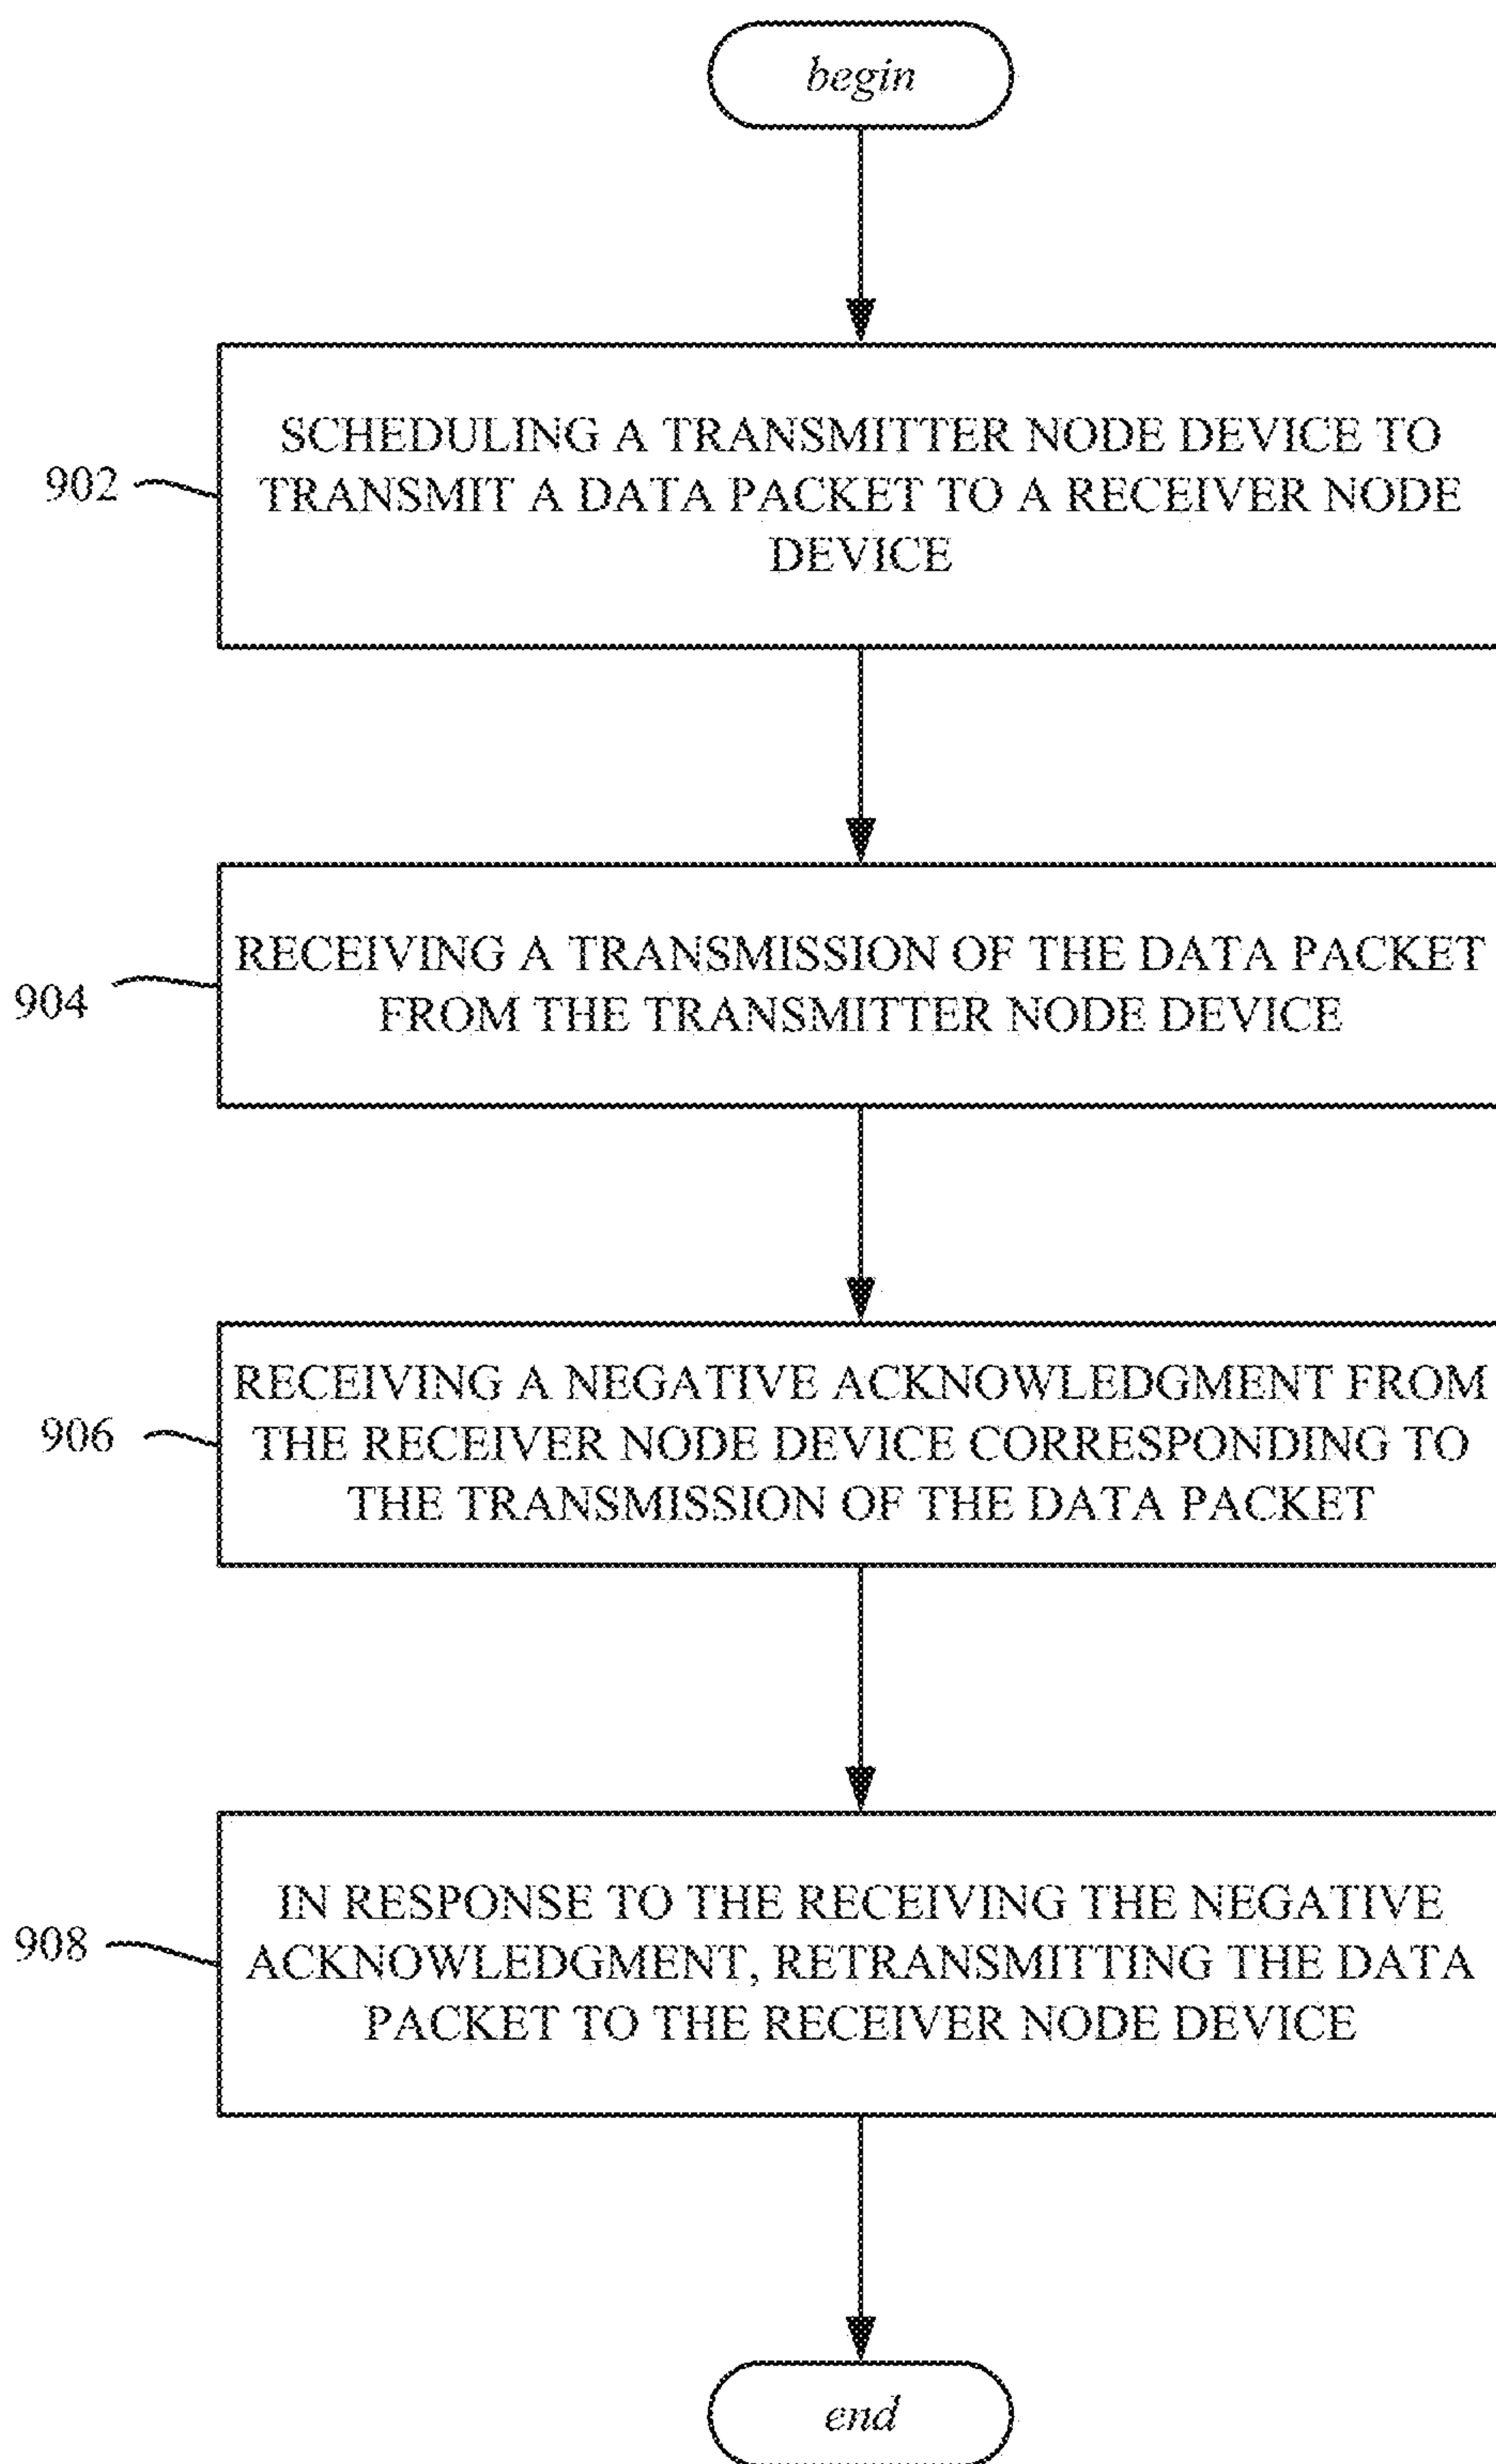 begin
SCHEDULING A TRANSMITTER NODE DEVICE TO
902
TRANSMIT A DATA PACKET TO A RECEIVER NODE
DEVICE
RECEIVING A TRANSMISSION OF THE DATA PACKET
904
FROM THE TRANSMITTER NODE DEVICE
RECEIVING A NEGATIVE ACKNOWLEDGMENT FROM
906
THE RECEIVER NODE DEVICE CORRESPONDING TO
THE TRANSMISSION OF THE DATA PACKET
IN RESPONSE TO THE RECEIVING THE NEGATIVE
908
ACKNOWLEDGMENT, RETRANSMITTING THE DATA
PACKET TO THE RECEIVER NODE DEVICE
end